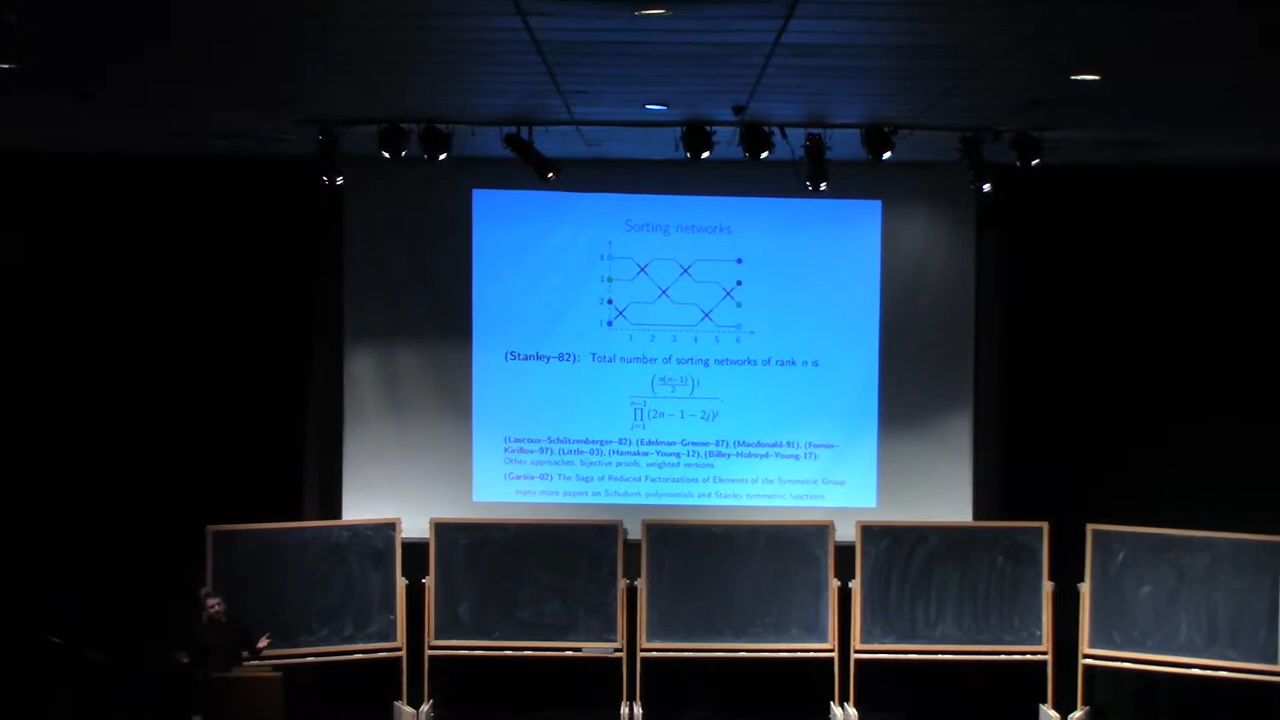 Sorting networks
4
3
2
1
1 2 3 4 5 6
(Stanley–82): Total number of sorting networks of rank n is
(n(n−1)/2)!
n−1
∏ (2n − 1 − 2j)^j
j=1
(Lascoux–Schützenberger–82), (Edelman–Greene–87), (Macdonald-91), (Fomin–
Kirillov–97), (Little–03), (Hamaker–Young–12), (Billey–Holroyd–Young-17):
Other approaches, bijective proofs, weighted versions.
(Garsia–02) The Saga of Reduced Factorizations of Elements of the Symmetric Group
... many more papers on Schubert polynomials and Stanley symmetric functions